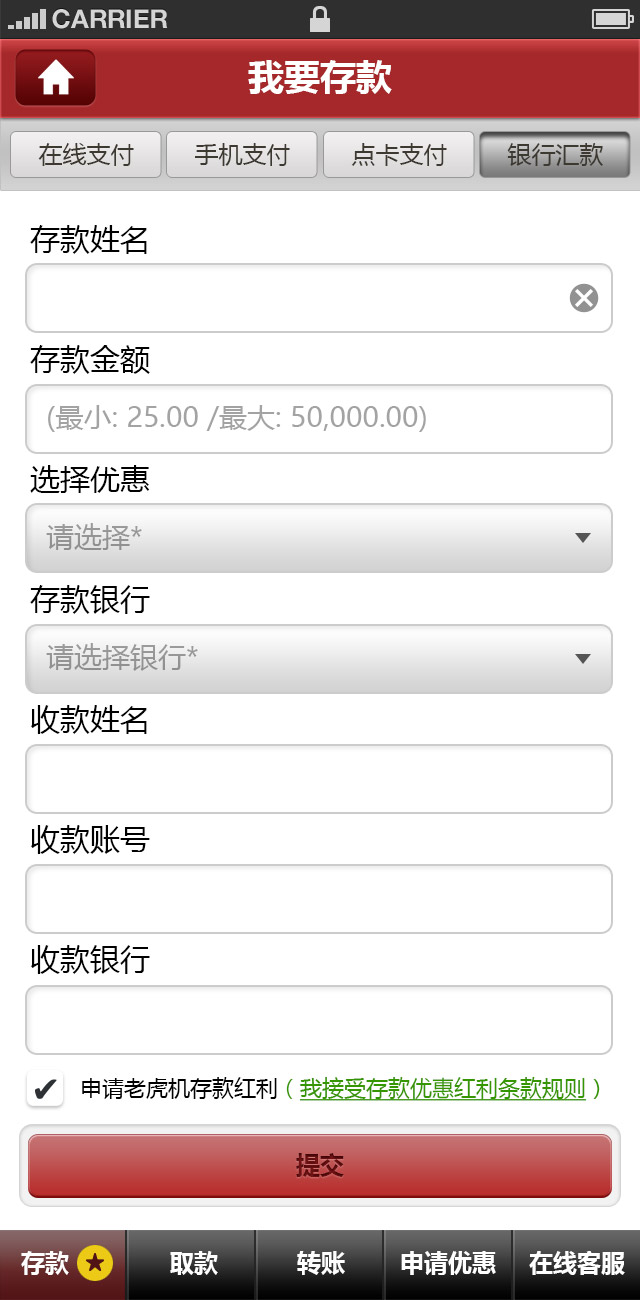 CARRIER
我要存款
在线支付 手机支付 点卡支付 银行汇款
存款姓名
存款金额
(最小: 25.00 /最大: 50,000.00)
选择优惠
请选择*
存款银行
请选择银行*
收款姓名
收款账号
收款银行
申请老虎机存款红利（我接受存款优惠红利条款规则）
提交
存款 取款 转账 申请优惠 在线客服